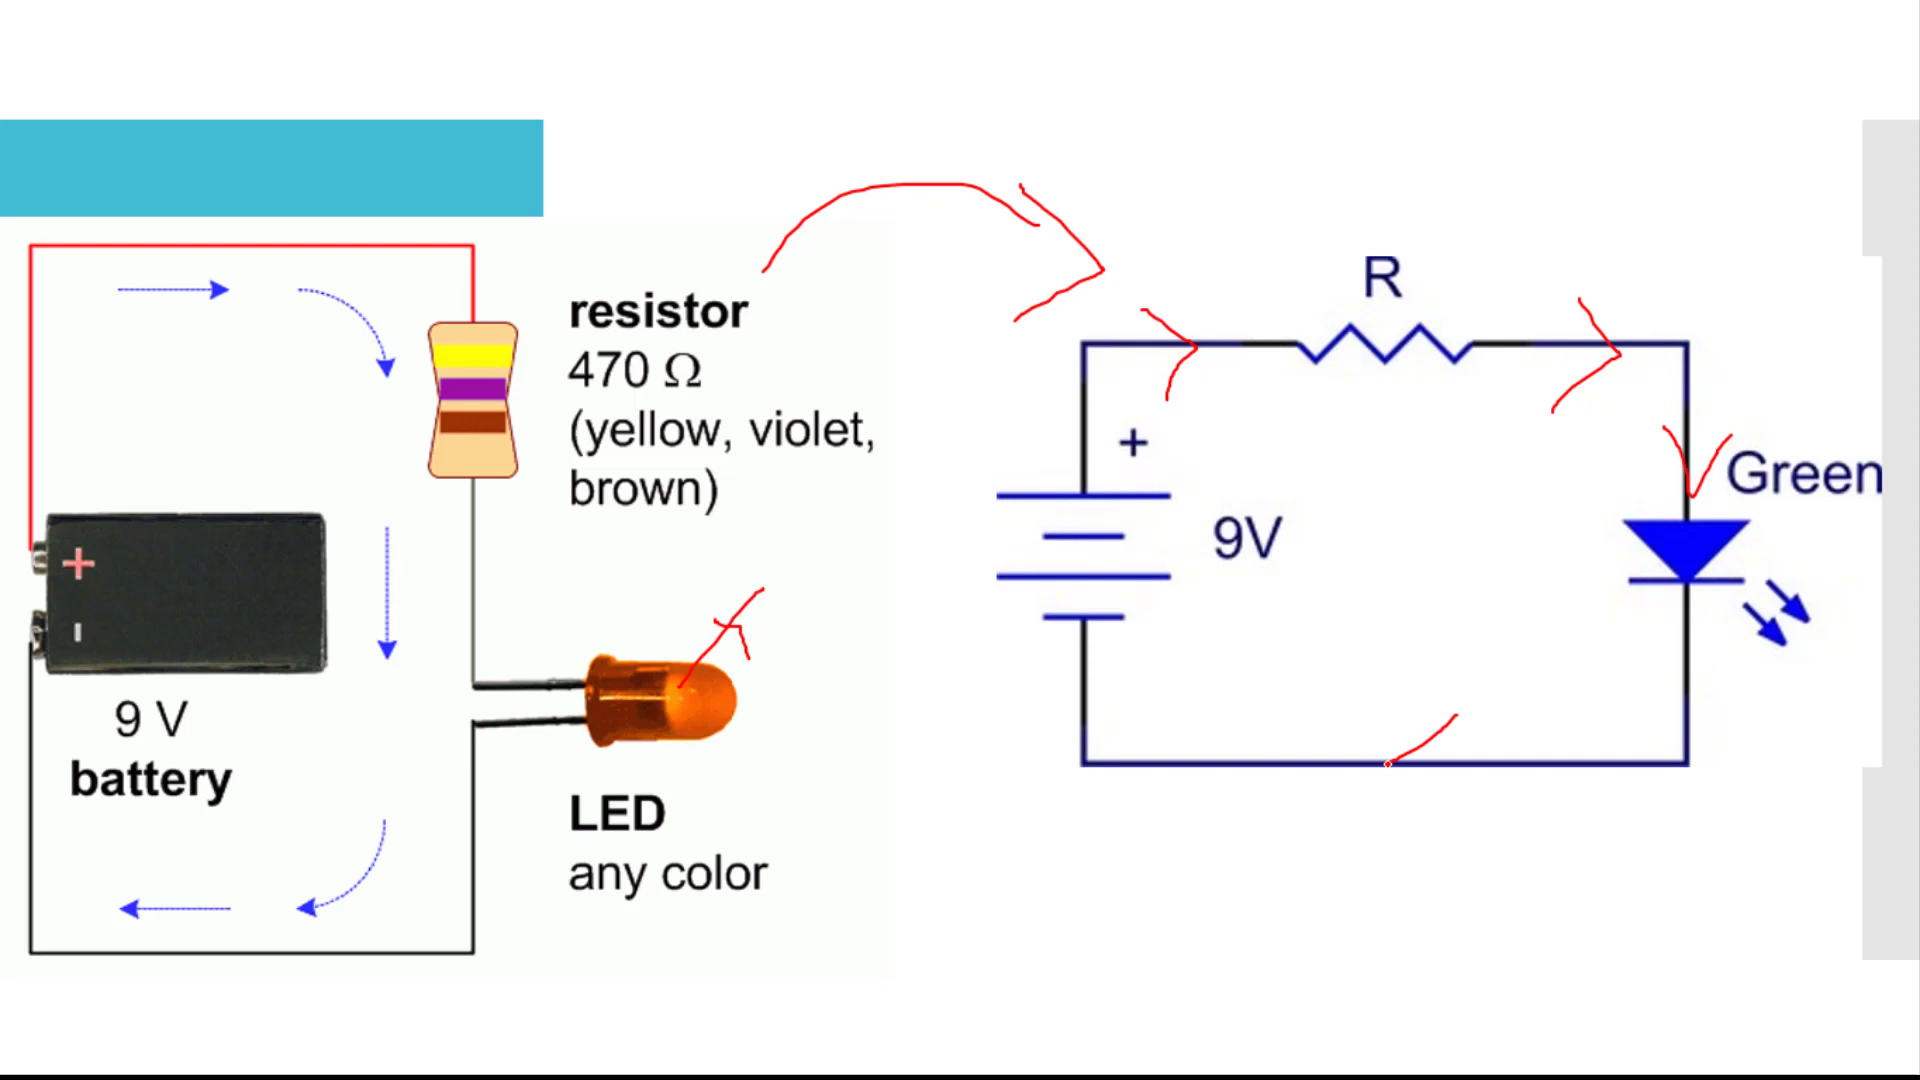 resistor
470 Ω
(yellow, violet,
brown)
+
-
9 V
battery
LED
any color
R
+
9V
Green